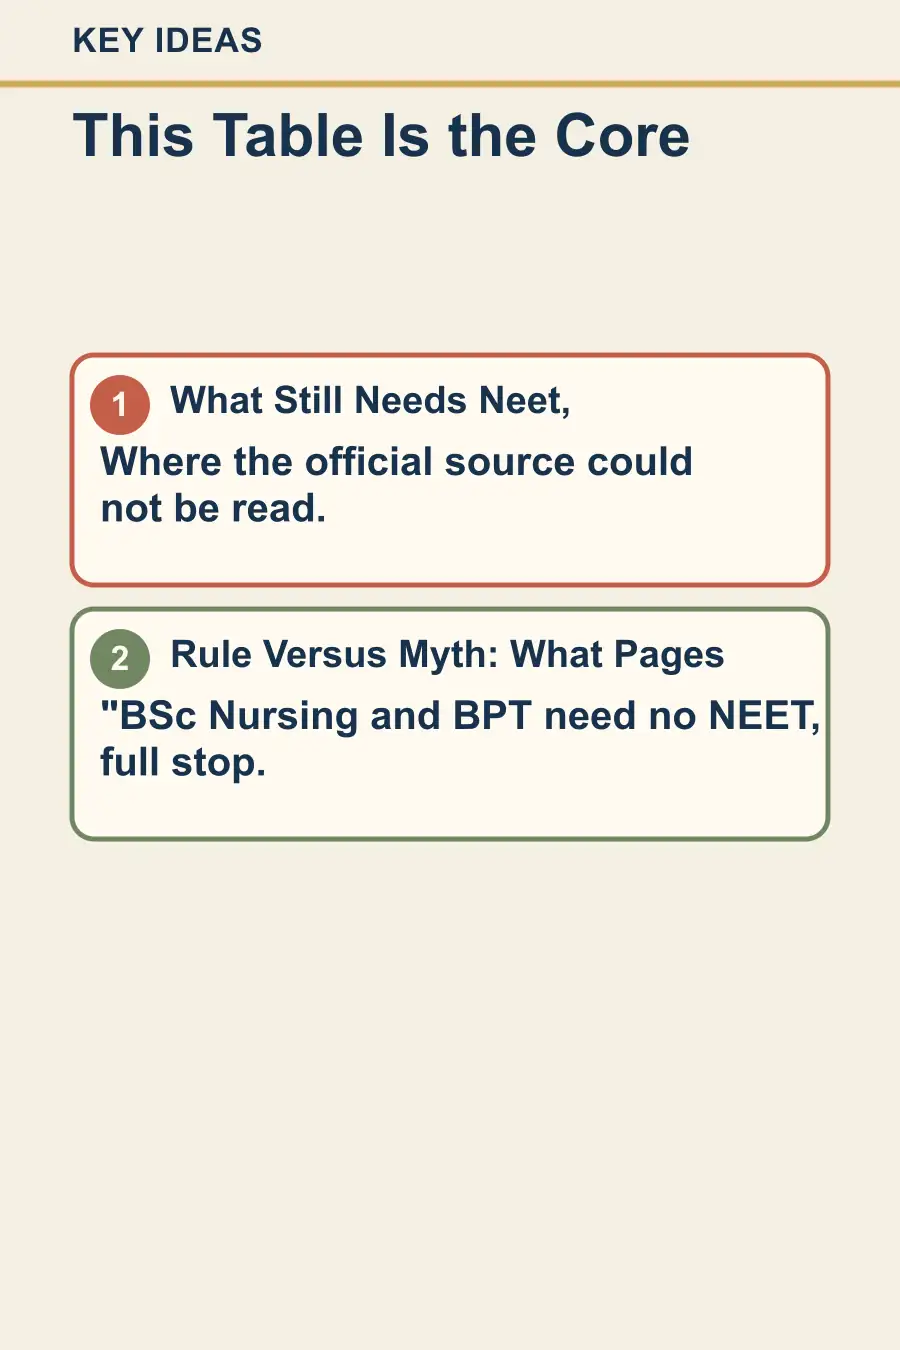 KEY IDEAS
This Table Is the Core
1 What Still Needs Neet,
Where the official source could
not be read.
2 Rule Versus Myth: What Pages
"BSc Nursing and BPT need no NEET,
full stop.